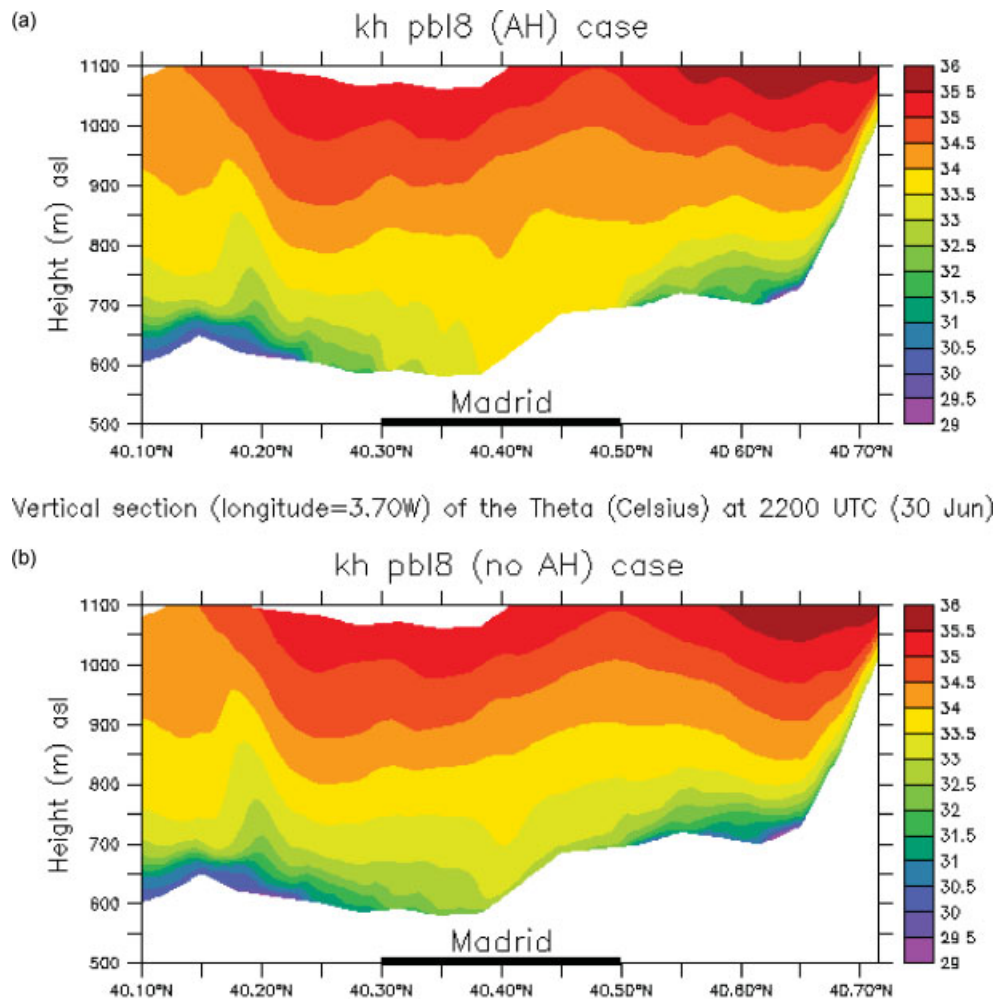 (a)
kh pbl8 (AH) case
Height (m) asl
1100
1000
900
800
700
600
500
40.10°N
40.20°N
40.30°N
40.40°N
40.50°N
40.60°N
40.70°N
Madrid
36
35.5
35
34.5
34
33.5
33
32.5
32
31.5
31
30.5
30
29.5
29
Vertical section (longitude=3.70W) of the Theta (Celsius) at 2200 UTC (30 Jun)
(b)
kh pbl8 (no AH) case
Height (m) asl
1100
1000
900
800
700
600
500
40.10°N
40.20°N
40.30°N
40.40°N
40.50°N
40.60°N
40.70°N
Madrid
36
35.5
35
34.5
34
33.5
33
32.5
32
31.5
31
30.5
30
29.5
29